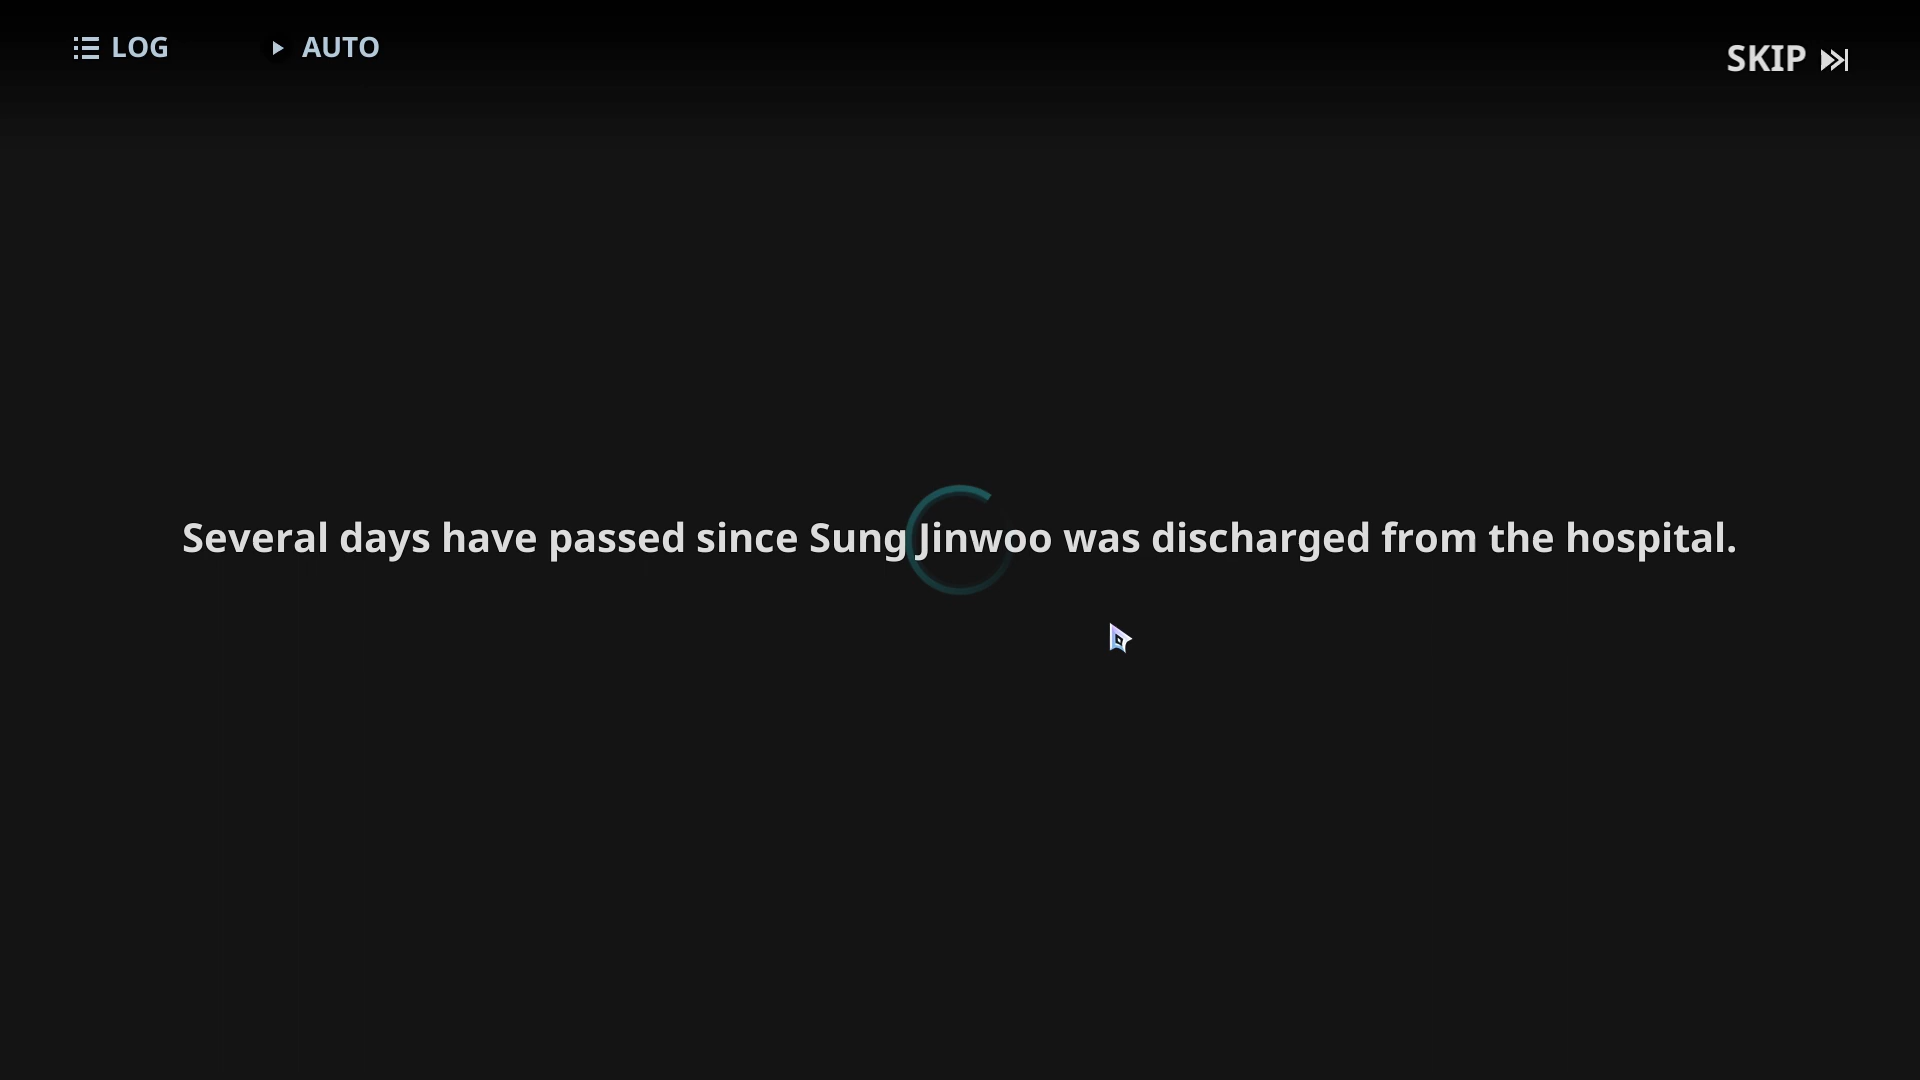 LOG
AUTO
SKIP
Several days have passed since Sung Jinwoo was discharged from the hospital.